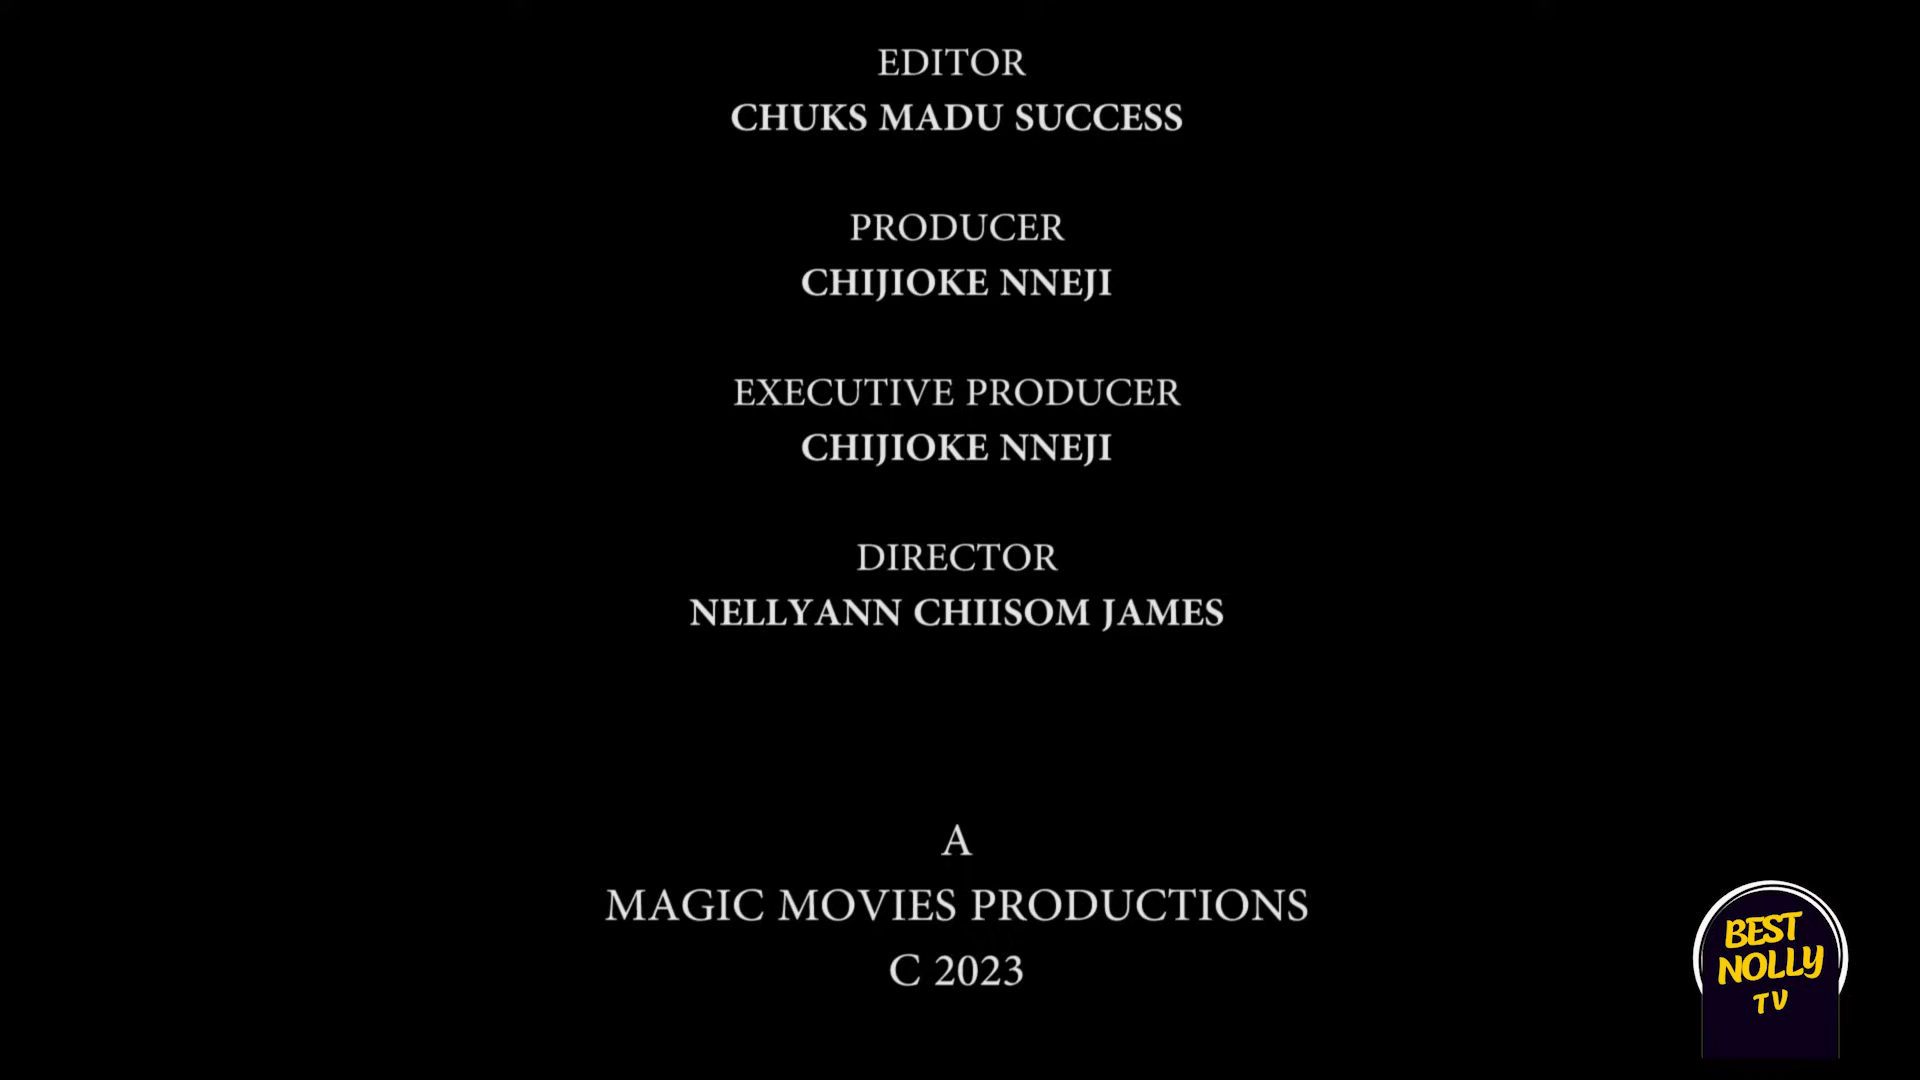 EDITOR
CHUKS MADU SUCCESS
PRODUCER
CHIJIOKE NNEJI
EXECUTIVE PRODUCER
CHIJIOKE NNEJI
DIRECTOR
NELLYANN CHIISOM JAMES
A
MAGIC MOVIES PRODUCTIONS
C 2023
BEST
NOLLY
TV